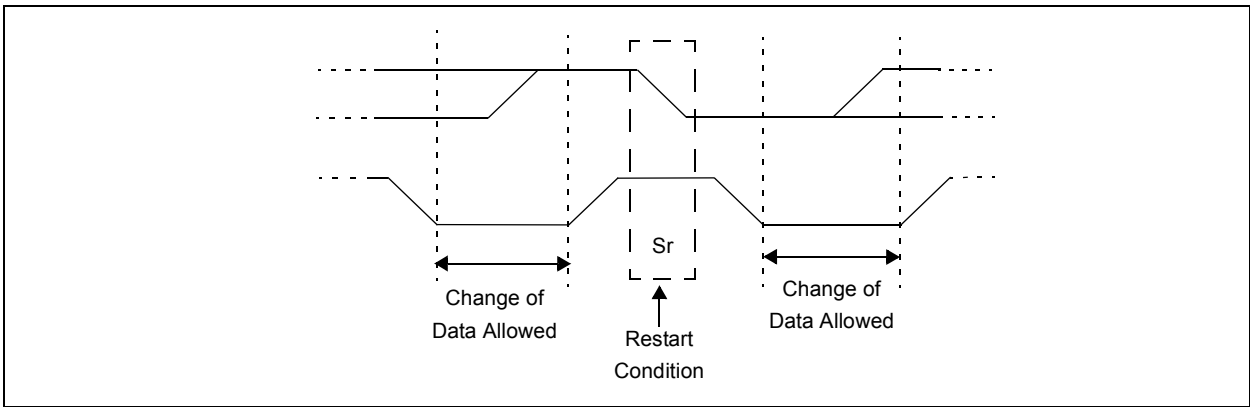 Sr
Change of
Data Allowed
Restart
Condition
Change of
Data Allowed